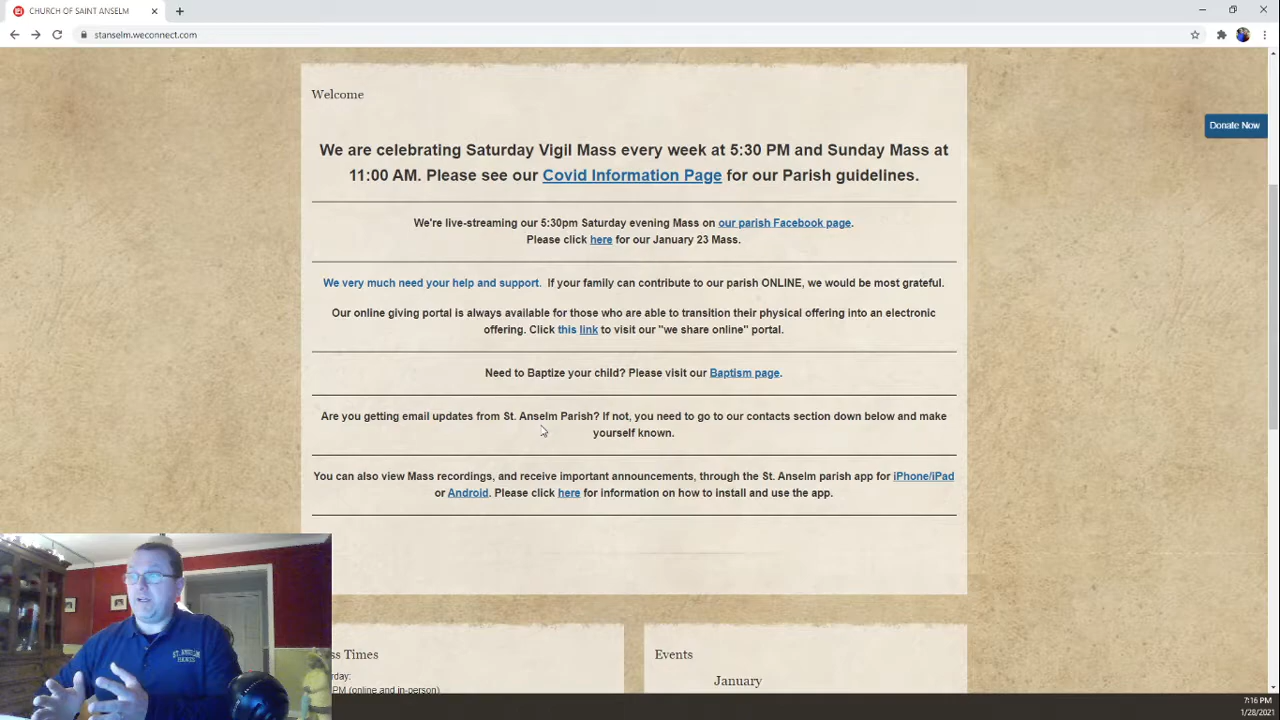 CHURCH OF SAINT ANSELM
stanselm.weconnect.com
Donate Now
Welcome
We are celebrating Saturday Vigil Mass every week at 5:30 PM and Sunday Mass at
11:00 AM. Please see our Covid Information Page for our Parish guidelines.
We're live-streaming our 5:30pm Saturday evening Mass on our parish Facebook page.
Please click here for our January 23 Mass.
We very much need your help and support. If your family can contribute to our parish ONLINE, we would be most grateful.
Our online giving portal is always available for those who are able to transition their physical offering into an electronic
offering. Click this link to visit our "we share online" portal.
Need to Baptize your child? Please visit our Baptism page.
Are you getting email updates from St. Anselm Parish? If not, you need to go to our contacts section down below and make
yourself known.
You can also view Mass recordings, and receive important announcements, through the St. Anselm parish app for iPhone/iPad
or Android. Please click here for information on how to install and use the app.
ss Times
rday:
PM (online and in-person)
Events
January
ST. ANSELM
7:16 PM
1/28/2021